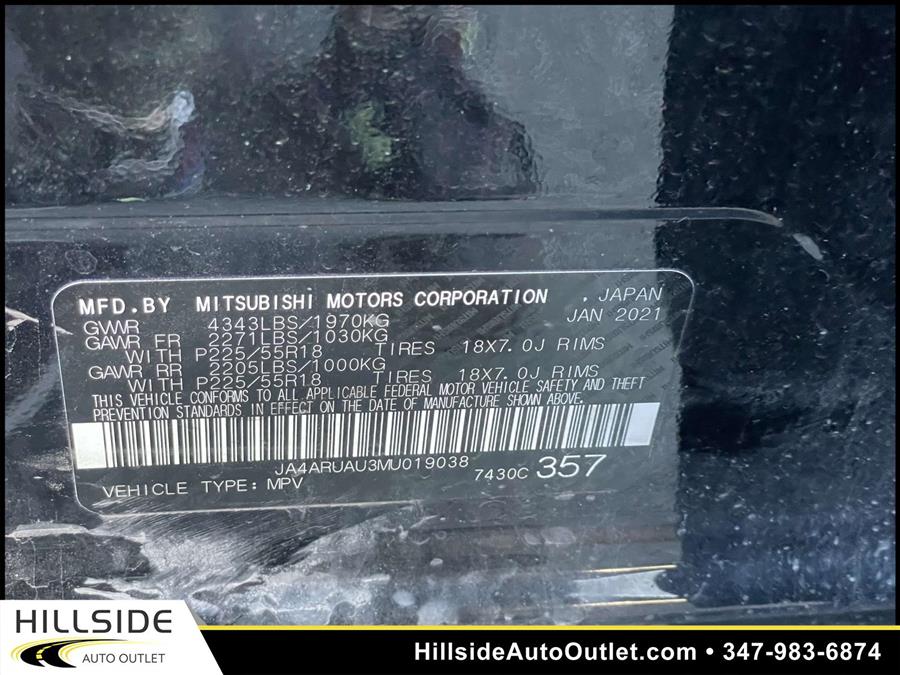 MFD.BY MITSUBISHI MOTORS CORPORATION , JAPAN
GVWR 4343LBS/1970KG JAN 2021
GAWR FR 2271LBS/1030KG
WITH P225/55R18 TIRES 18X7.0J RIMS
GAWR RR 2205LBS/1000KG
WITH P225/55R18 TIRES 18X7.0J RIMS
THIS VEHICLE CONFORMS TO ALL APPLICABLE FEDERAL MOTOR VEHICLE SAFETY AND THEFT
PREVENTION STANDARDS IN EFFECT ON THE DATE OF MANUFACTURE SHOWN ABOVE.
JA4ARUAU3MU019038
7430C 357
VEHICLE TYPE: MPV
HILLSIDE
AUTO OUTLET
HillsideAutoOutlet.com • 347-983-6874